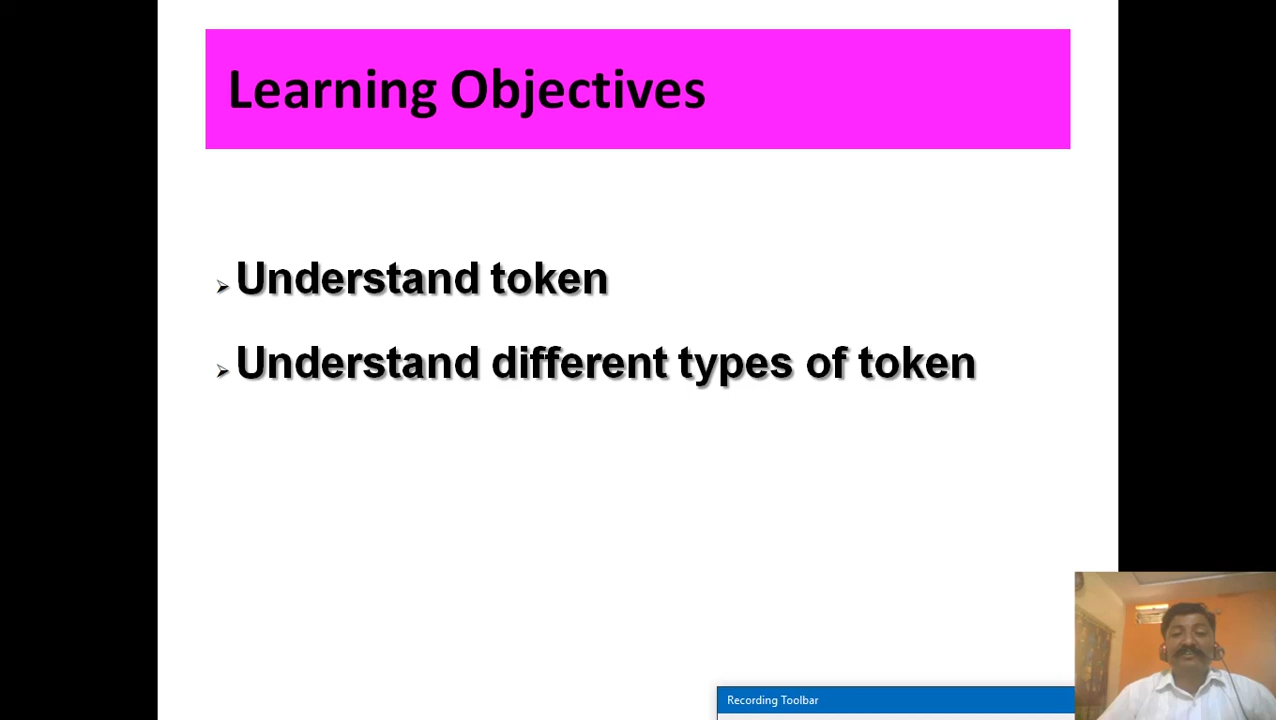 Learning Objectives
Understand token
Understand different types of token
Recording Toolbar